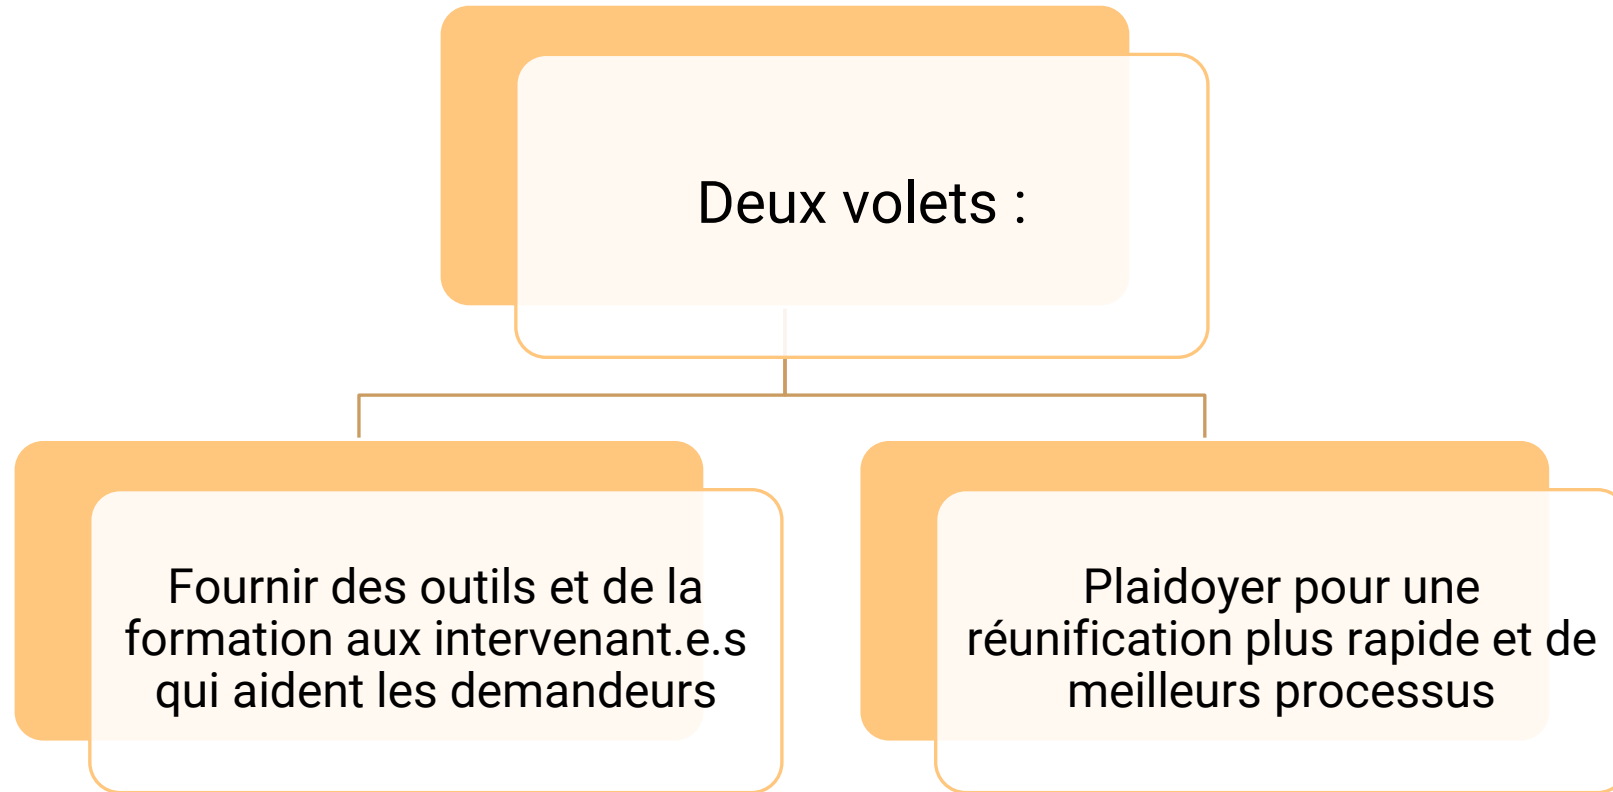 Deux volets :
Fournir des outils et de la
formation aux intervenant.e.s
qui aident les demandeurs
Plaidoyer pour une
réunification plus rapide et de
meilleurs processus